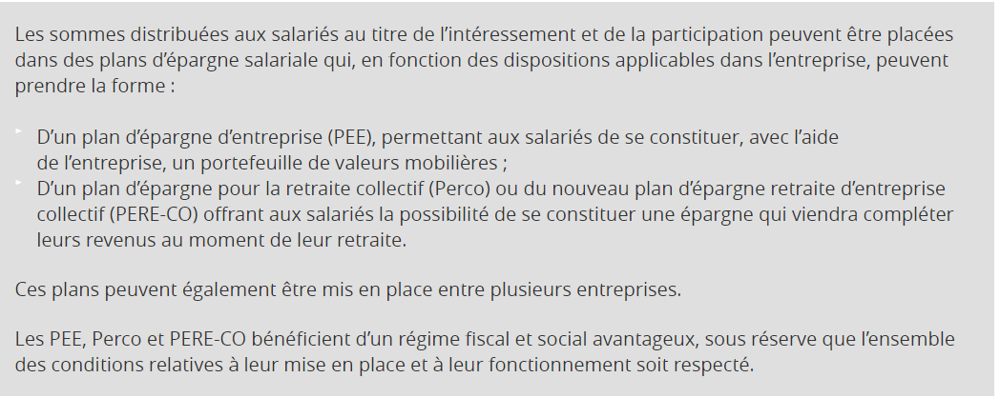 Les sommes distribuées aux salariés au titre de l’intéressement et de la participation peuvent être placées
dans des plans d’épargne salariale qui, en fonction des dispositions applicables dans l’entreprise, peuvent
prendre la forme :
D’un plan d’épargne d’entreprise (PEE), permettant aux salariés de se constituer, avec l’aide
de l’entreprise, un portefeuille de valeurs mobilières ;
D’un plan d’épargne pour la retraite collectif (Perco) ou du nouveau plan d’épargne retraite d’entreprise
collectif (PERE-CO) offrant aux salariés la possibilité de se constituer une épargne qui viendra compléter
leurs revenus au moment de leur retraite.
Ces plans peuvent également être mis en place entre plusieurs entreprises.
Les PEE, Perco et PERE-CO bénéficient d’un régime fiscal et social avantageux, sous réserve que l’ensemble
des conditions relatives à leur mise en place et à leur fonctionnement soit respecté.